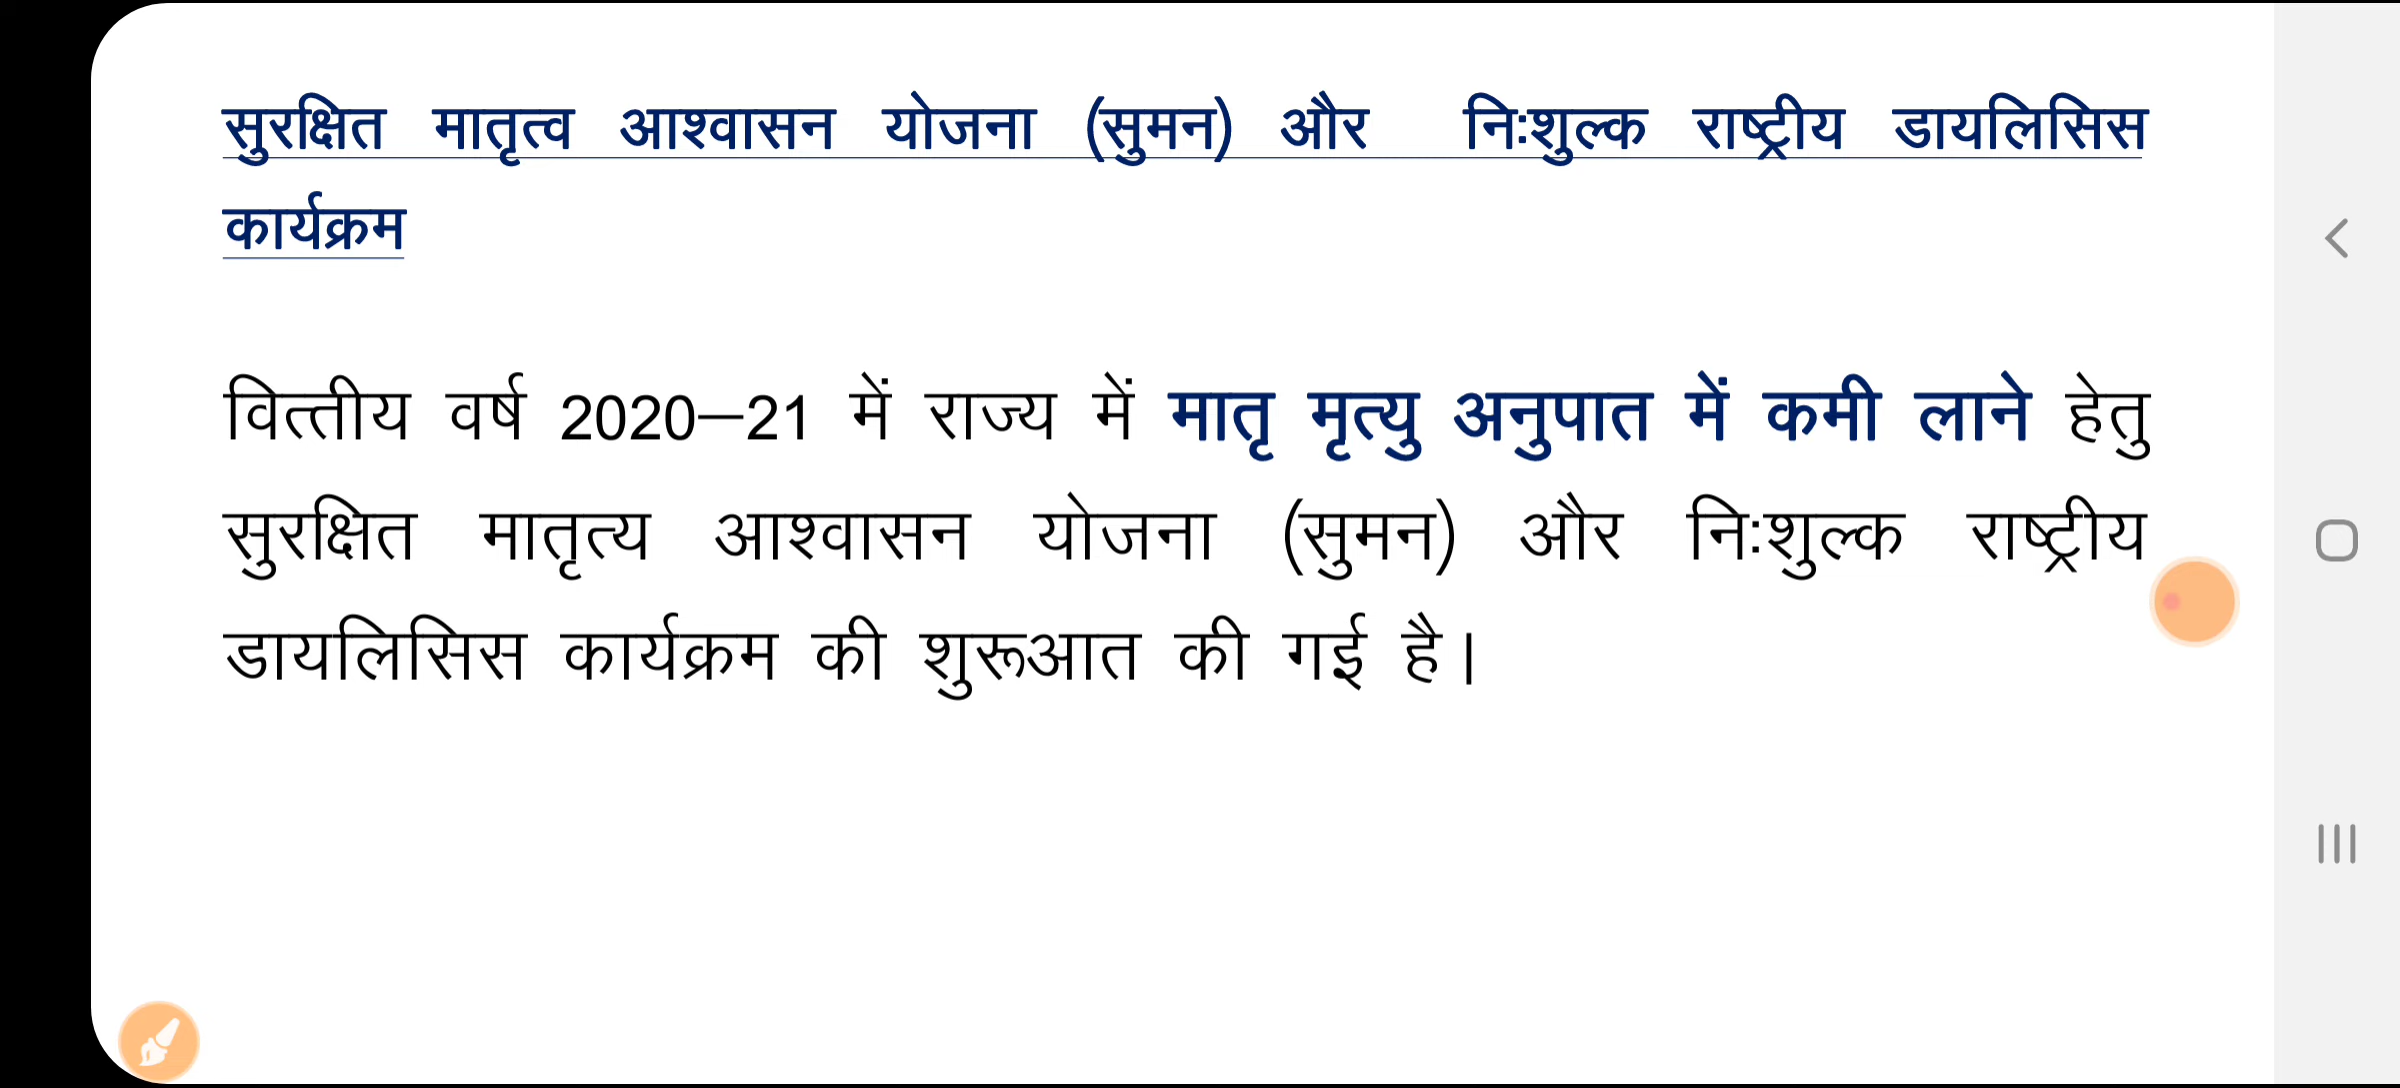 सुरक्षित मातृत्व आश्वासन योजना (सुमन) और निःशुल्क राष्ट्रीय डायलिसिस
कार्यक्रम
वित्तीय वर्ष 2020–21 में राज्य में मातृ मृत्यु अनुपात में कमी लाने हेतु
सुरक्षित मातृत्य आश्वासन योजना (सुमन) और निःशुल्क राष्ट्रीय
डायलिसिस कार्यक्रम की शुरूआत की गई है।